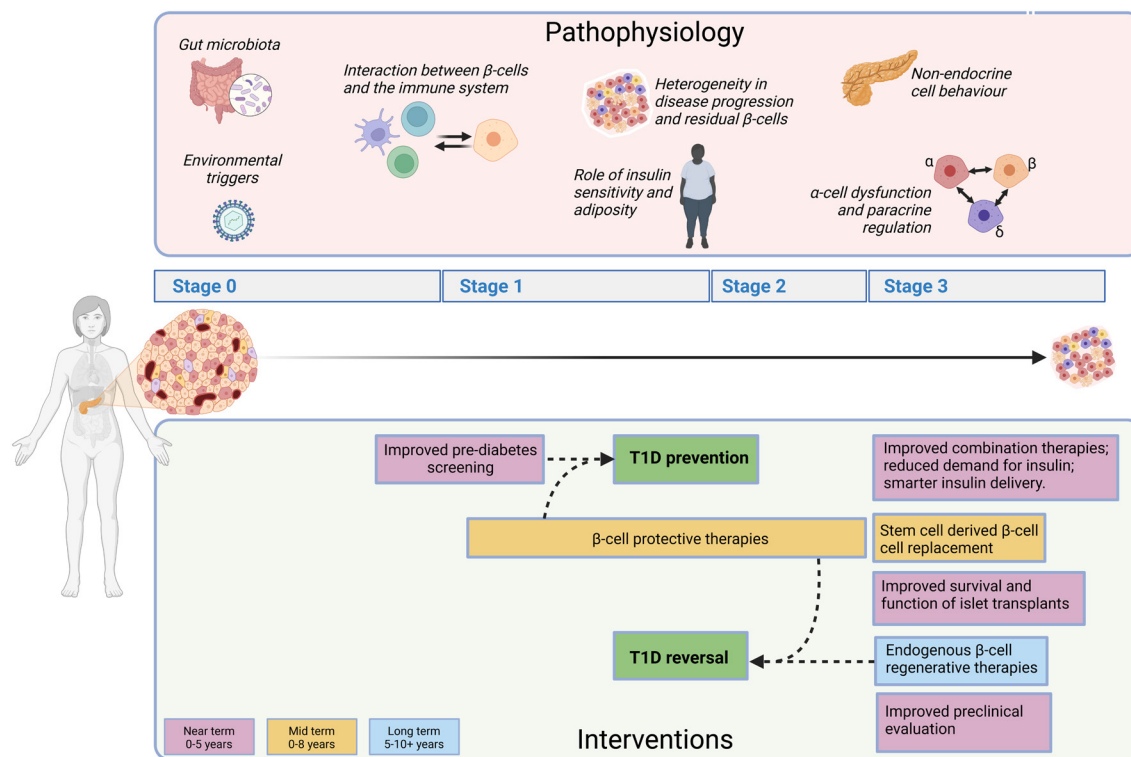 Pathophysiology
Gut microbiota
Interaction between β-cells
and the immune system
Heterogeneity in
disease progression
and residual β-cells
Non-endocrine
cell behaviour
Environmental
triggers
Role of insulin
sensitivity and
adiposity
α-cell dysfunction
and paracrine
regulation
α
β
δ
Stage 0
Stage 1
Stage 2
Stage 3
Improved pre-diabetes
screening
T1D prevention
Improved combination therapies;
reduced demand for insulin;
smarter insulin delivery.
β-cell protective therapies
Stem cell derived β-cell
cell replacement
Improved survival and
function of islet transplants
T1D reversal
Endogenous β-cell
regenerative therapies
Improved preclinical
evaluation
Near term
0-5 years
Mid term
0-8 years
Long term
5-10+ years
Interventions